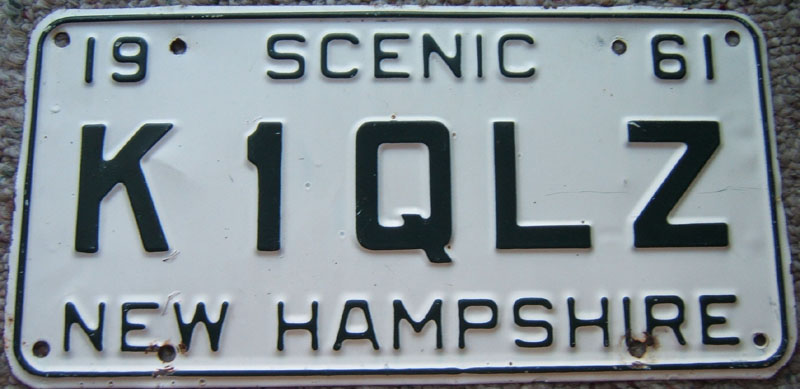 19 SCENIC 61
K1QLZ
NEW HAMPSHIRE